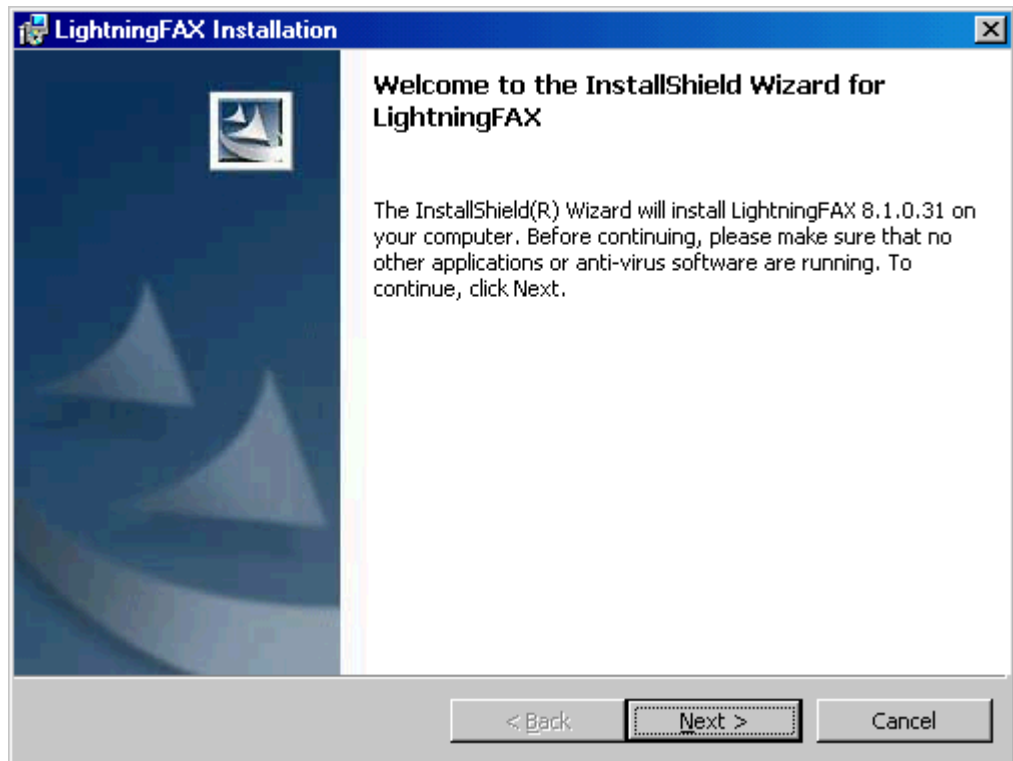 LightningFAX Installation
Welcome to the InstallShield Wizard for
LightningFAX
The InstallShield(R) Wizard will install LightningFAX 8.1.0.31 on
your computer. Before continuing, please make sure that no
other applications or anti-virus software are running. To
continue, click Next.
< Back
Next >
Cancel